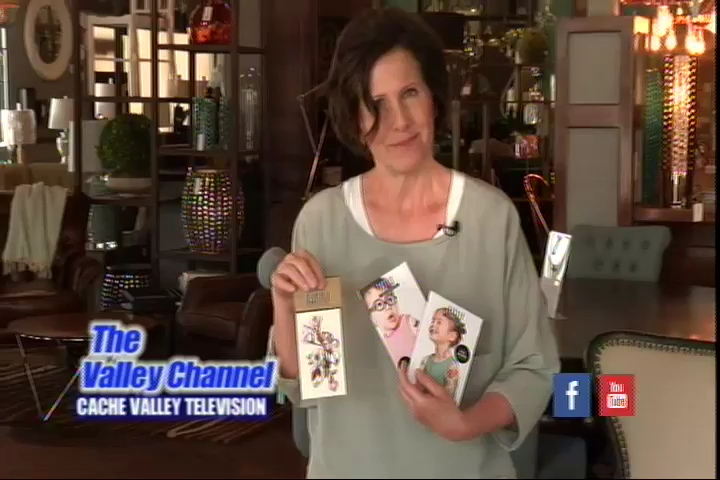 The
Valley Channel
CACHE VALLEY TELEVISION
f
You
Tube